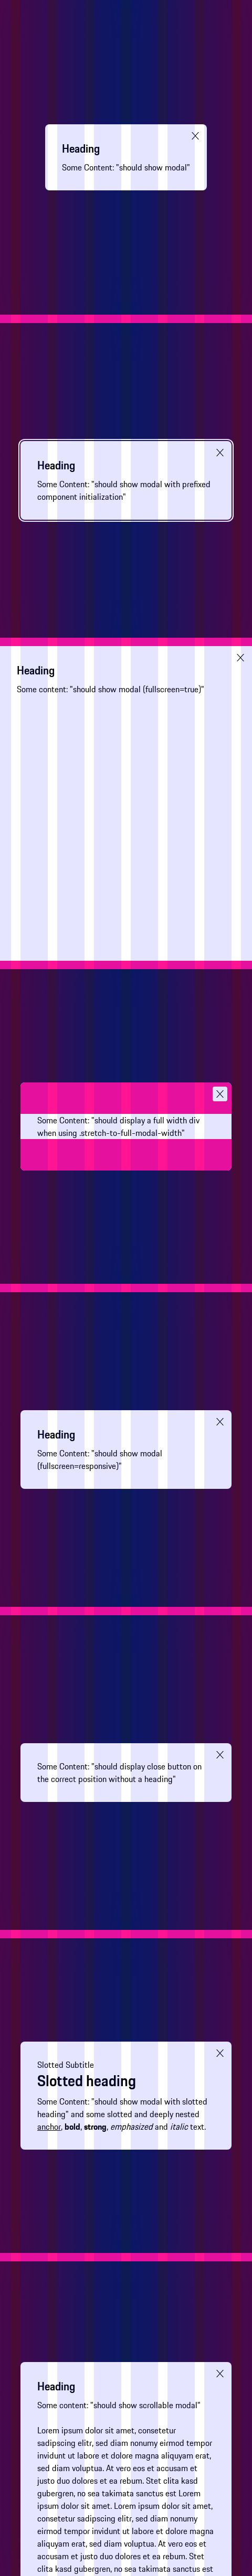 Heading
Some Content: "should show modal"
Heading
Some Content: "should show modal with prefixed
component initialization"
Heading
Some content: "should show modal (fullscreen=true)"
Some Content: "should display a full width div
when using .stretch-to-full-modal-width"
Heading
Some Content: "should show modal
(fullscreen=responsive)"
Some Content: "should display close button on
the correct position without a heading"
Slotted Subtitle
Slotted heading
Some Content: "should show modal with slotted
heading" and some slotted and deeply nested
anchor, bold, strong, emphasized and italic text.
Heading
Some content: "should show scrollable modal"
Lorem ipsum dolor sit amet, consetetur
sadipscing elitr, sed diam nonumy eirmod tempor
invidunt ut labore et dolore magna aliquyam erat,
sed diam voluptua. At vero eos et accusam et
justo duo dolores et ea rebum. Stet clita kasd
gubergren, no sea takimata sanctus est Lorem
ipsum dolor sit amet. Lorem ipsum dolor sit amet,
consetetur sadipscing elitr, sed diam nonumy
eirmod tempor invidunt ut labore et dolore magna
aliquyam erat, sed diam voluptua. At vero eos et
accusam et justo duo dolores et ea rebum. Stet
clita kasd gubergren, no sea takimata sanctus est